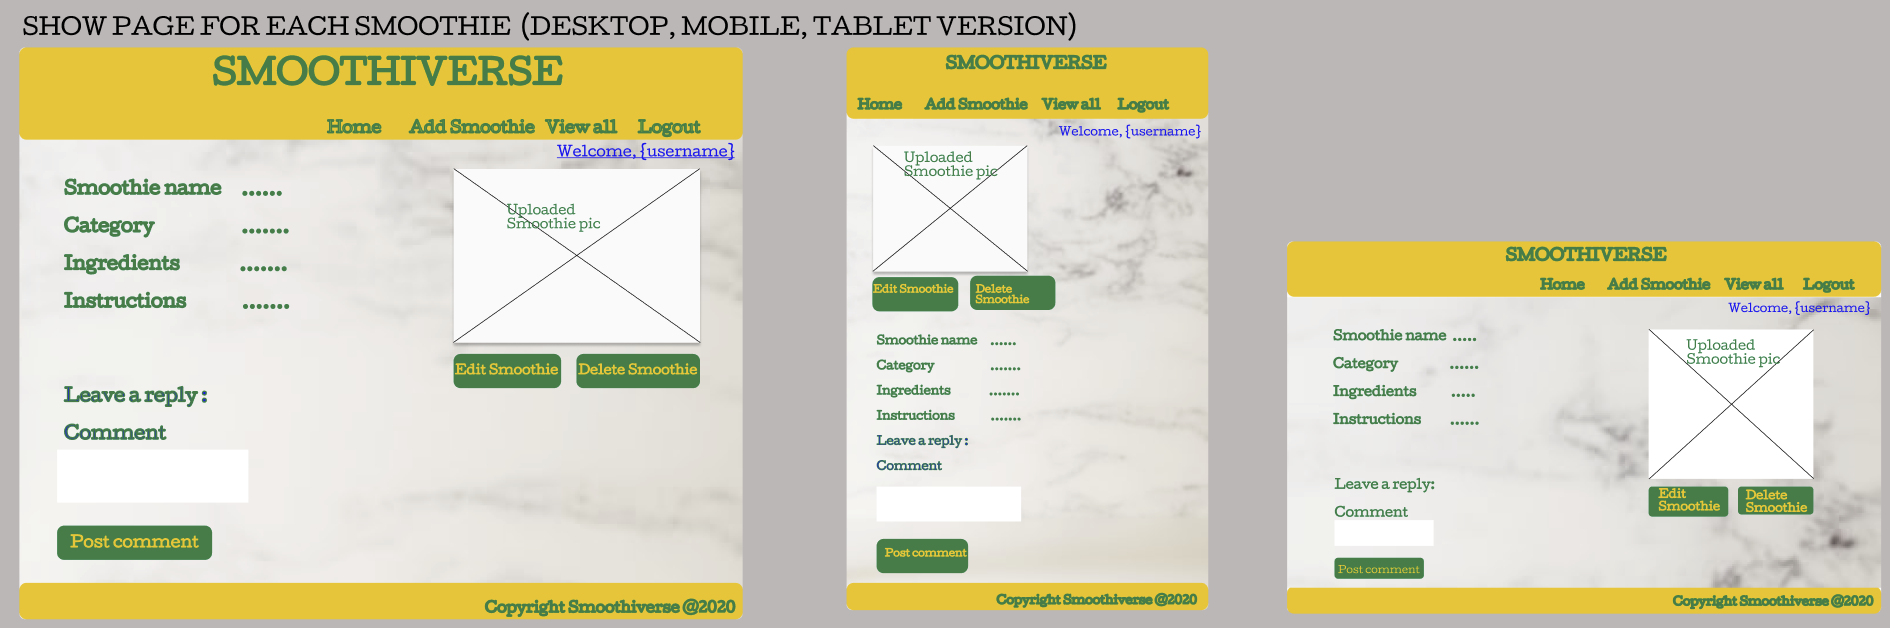 SHOW PAGE FOR EACH SMOOTHIE (DESKTOP, MOBILE, TABLET VERSION)
SMOOTHIVERSE
Home Add Smoothie View all Logout
Welcome, {username}
Smoothie name ......
Category .......
Ingredients .......
Instructions .......
Uploaded
Smoothie pic
Edit Smoothie Delete Smoothie
Leave a reply :
Comment
Post comment
Copyright Smoothiverse @2020
SMOOTHIVERSE
Home Add Smoothie View all Logout
Welcome, {username}
Uploaded
Smoothie pic
Edit Smoothie
Delete
Smoothie
Smoothie name ......
Category .......
Ingredients .......
Instructions .......
Leave a reply :
Comment
Post comment
Copyright Smoothiverse @2020
SMOOTHIVERSE
Home Add Smoothie View all Logout
Welcome, {username}
Smoothie name .....
Category ......
Ingredients .....
Instructions ......
Uploaded
Smoothie pic
Edit
Smoothie
Delete
Smoothie
Leave a reply:
Comment
Post comment
Copyright Smoothiverse @2020